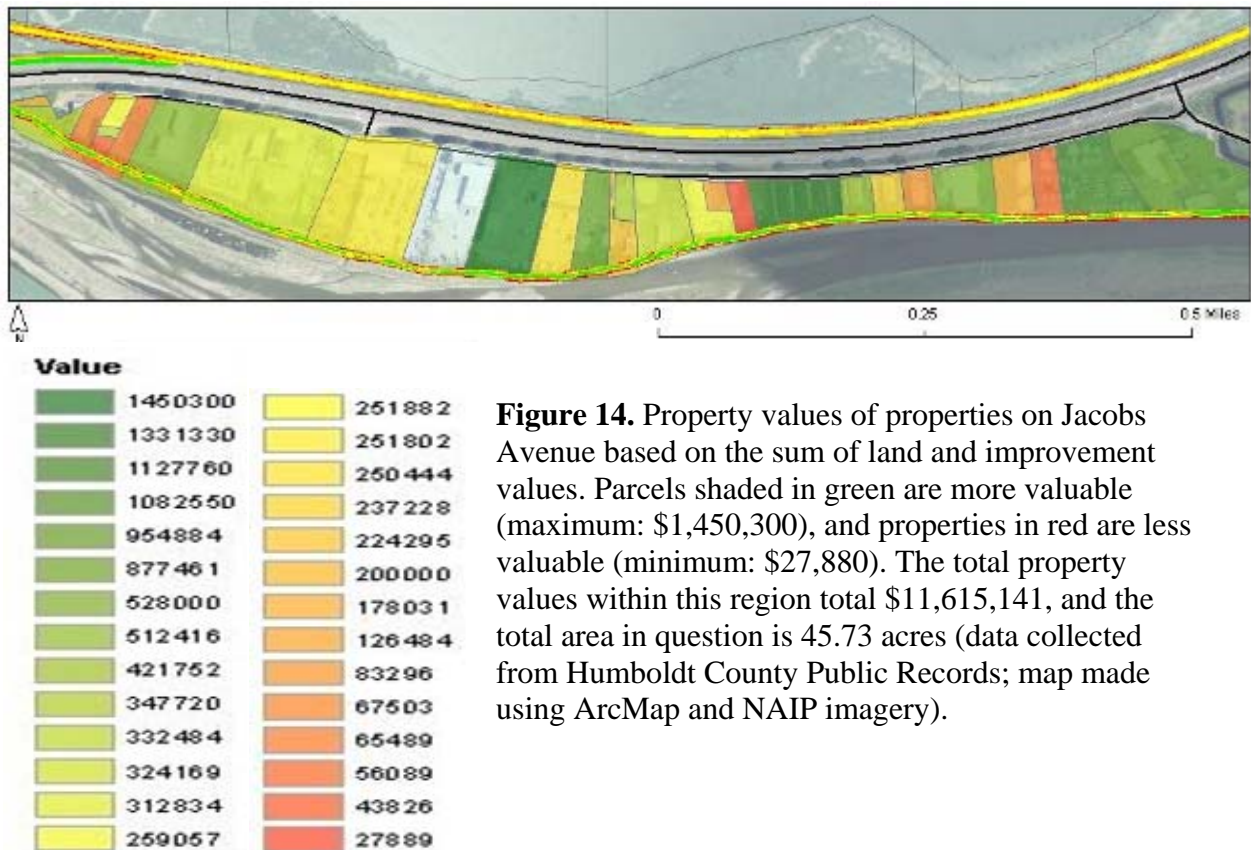 N
0
0.25
0.5 Miles
Value
1450300
1331330
1127760
1082550
954884
877461
528000
512416
421752
347720
332484
324169
312834
259057
251882
251802
250444
237228
224295
200000
178031
126484
83296
67503
65489
56089
43826
27889
Figure 14. Property values of properties on Jacobs
Avenue based on the sum of land and improvement
values. Parcels shaded in green are more valuable
(maximum: $1,450,300), and properties in red are less
valuable (minimum: $27,880). The total property
values within this region total $11,615,141, and the
total area in question is 45.73 acres (data collected
from Humboldt County Public Records; map made
using ArcMap and NAIP imagery).